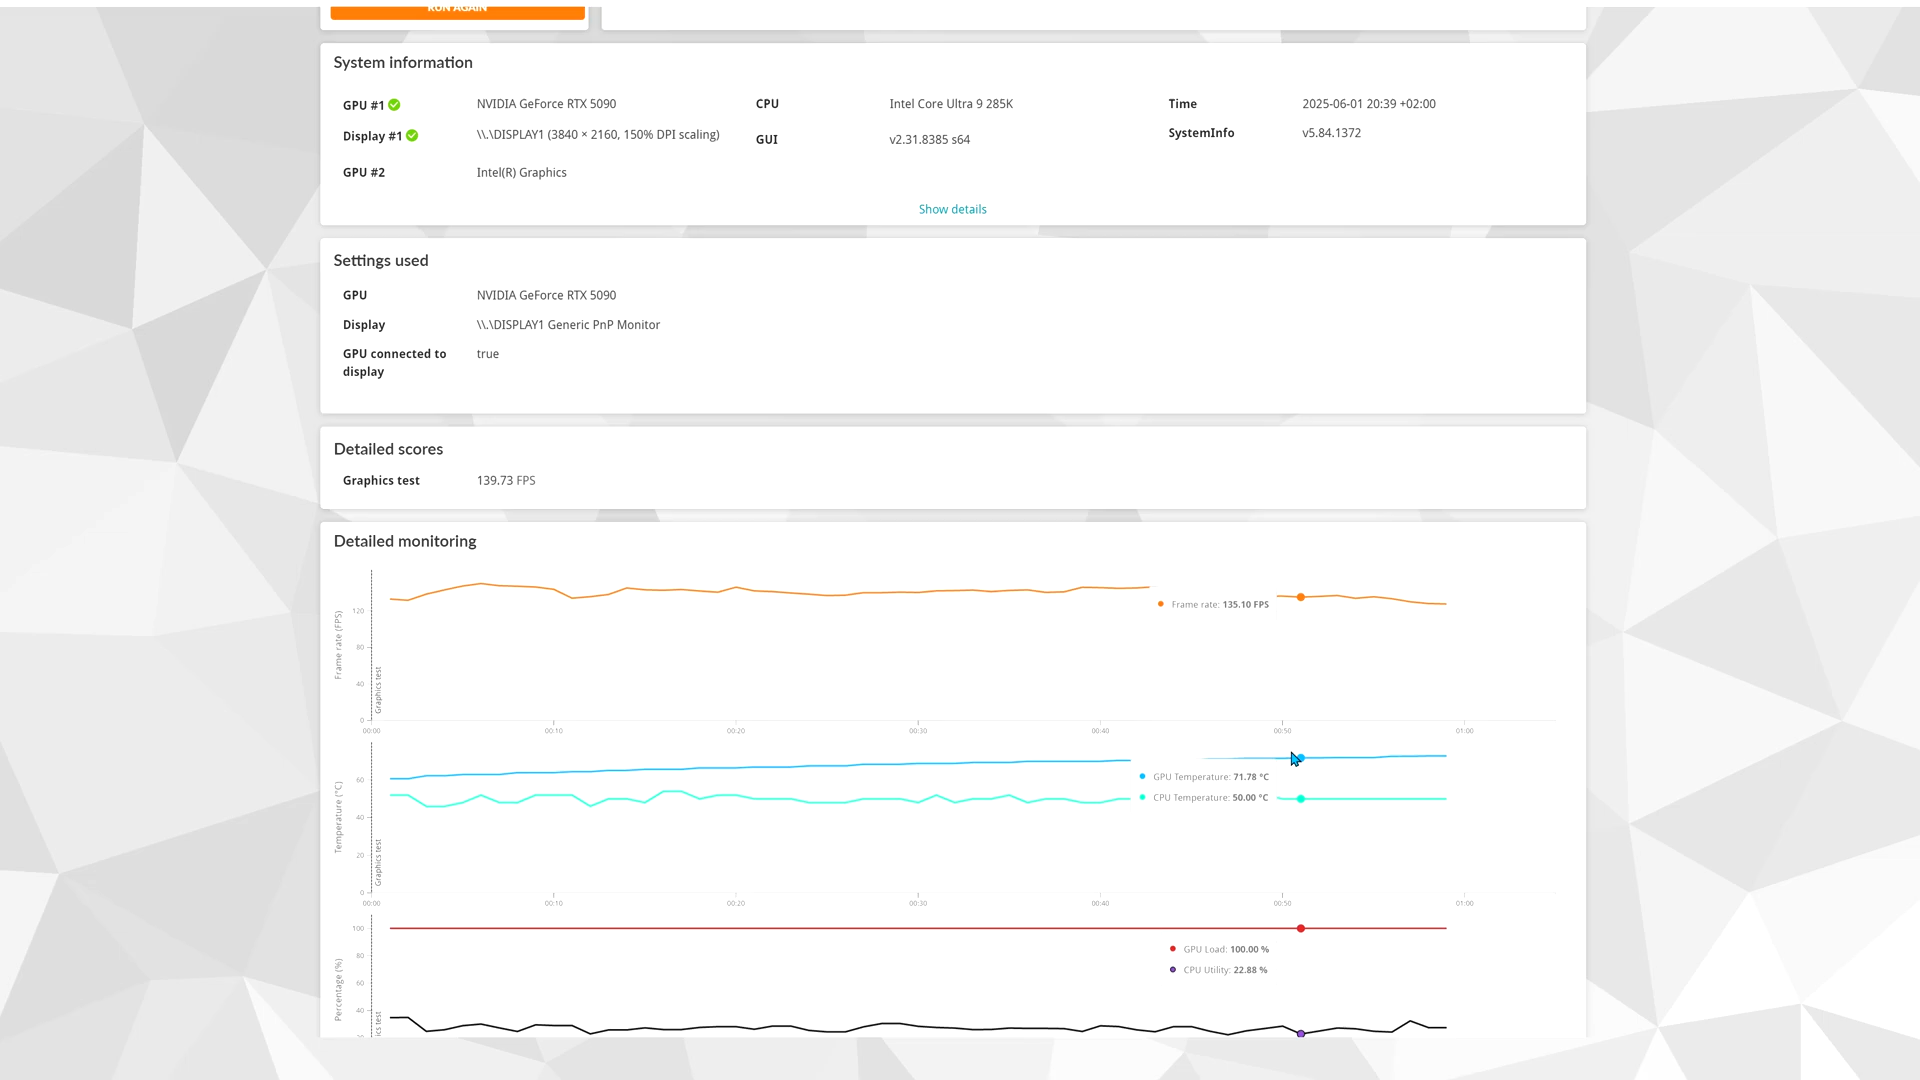 RUN AGAIN
System information
GPU #1 NVIDIA GeForce RTX 5090 CPU Intel Core Ultra 9 285K Time 2025-06-01 20:39 +02:00
Display #1 \\.\DISPLAY1 (3840 × 2160, 150% DPI scaling) GUI v2.31.8385 s64 SystemInfo v5.84.1372
GPU #2 Intel(R) Graphics
Show details
Settings used
GPU NVIDIA GeForce RTX 5090
Display \\.\DISPLAY1 Generic PnP Monitor
GPU connected to display true
Detailed scores
Graphics test 139.73 FPS
Detailed monitoring
Frame rate (FPS)
120
80
40
0
Graphics test
Frame rate: 135.10 FPS
00:00 00:10 00:20 00:30 00:40 00:50 01:00
Temperature (°C)
60
40
20
0
Graphics test
GPU Temperature: 71.78 °C
CPU Temperature: 50.00 °C
00:00 00:10 00:20 00:30 00:40 00:50 01:00
Percentage (%)
100
80
60
40
20
ics test
GPU Load: 100.00 %
CPU Utility: 22.88 %